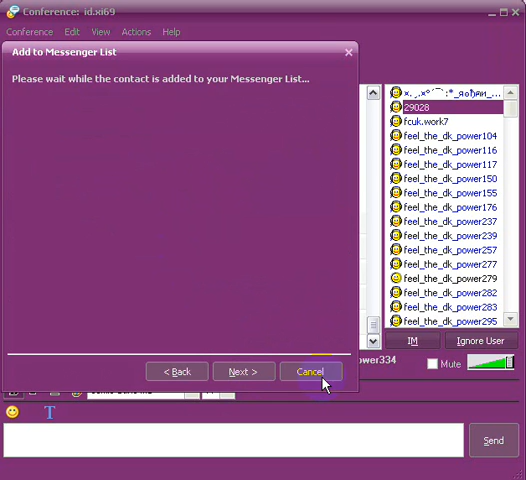 Conference: id.xi69
Conference Edit View Actions Help
Add to Messenger List
Please wait while the contact is added to your Messenger List...
29028
fcuk.work7
feel_the_dk_power104
feel_the_dk_power116
feel_the_dk_power117
feel_the_dk_power150
feel_the_dk_power155
feel_the_dk_power176
feel_the_dk_power237
feel_the_dk_power239
feel_the_dk_power257
feel_the_dk_power277
feel_the_dk_power279
feel_the_dk_power282
feel_the_dk_power283
feel_the_dk_power295
IM Ignore User
ower334
Mute
< Back Next > Cancel
T
Send